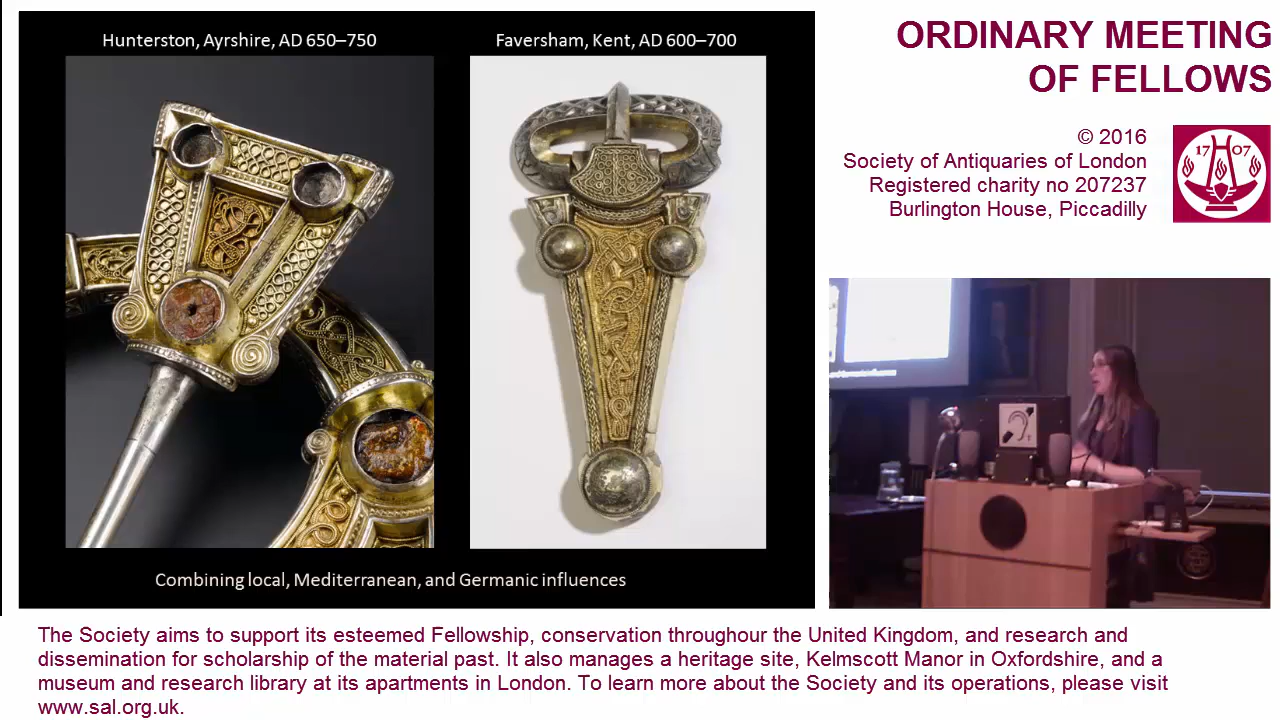 Hunterston, Ayrshire, AD 650–750
Faversham, Kent, AD 600–700
Combining local, Mediterranean, and Germanic influences
ORDINARY MEETING
OF FELLOWS
© 2016
Society of Antiquaries of London
Registered charity no 207237
Burlington House, Piccadilly
17 07
The Society aims to support its esteemed Fellowship, conservation throughour the United Kingdom, and research and
dissemination for scholarship of the material past. It also manages a heritage site, Kelmscott Manor in Oxfordshire, and a
museum and research library at its apartments in London. To learn more about the Society and its operations, please visit
www.sal.org.uk.